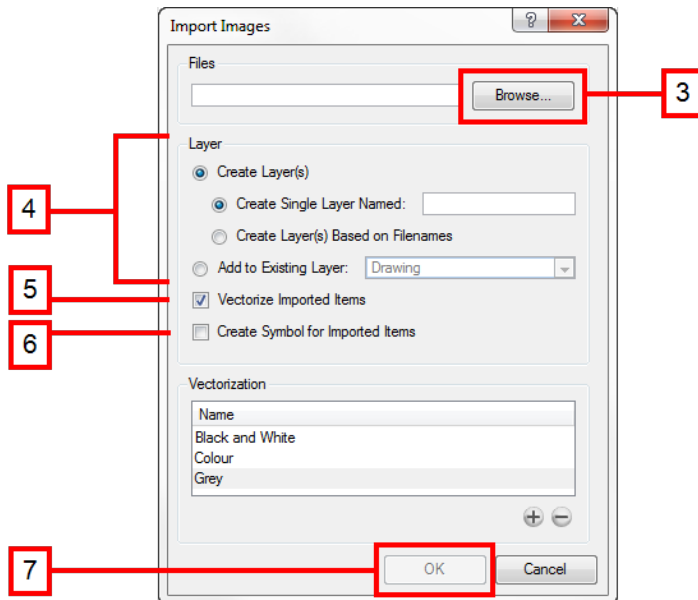 Import Images
?
Files
Browse...
3
Layer
Create Layer(s)
4
Create Single Layer Named:
Create Layer(s) Based on Filenames
Add to Existing Layer: Drawing
5
Vectorize Imported Items
6
Create Symbol for Imported Items
Vectorization
Name
Black and White
Colour
Grey
7
OK
Cancel